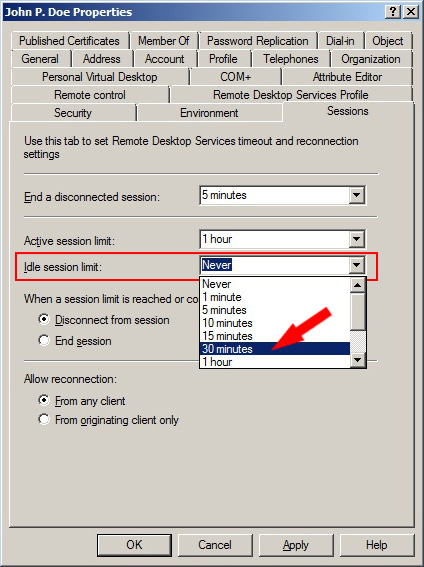 John P. Doe Properties
Published Certificates Member Of Password Replication Dial-in Object
General Address Account Profile Telephones Organization
Personal Virtual Desktop COM+ Attribute Editor
Remote control Remote Desktop Services Profile
Security Environment Sessions
Use this tab to set Remote Desktop Services timeout and reconnection
settings
End a disconnected session: 5 minutes
Active session limit: 1 hour
Idle session limit: Never
Never
1 minute
5 minutes
10 minutes
15 minutes
30 minutes
1 hour
When a session limit is reached or co
Disconnect from session
End session
Allow reconnection:
From any client
From originating client only
OK Cancel Apply Help